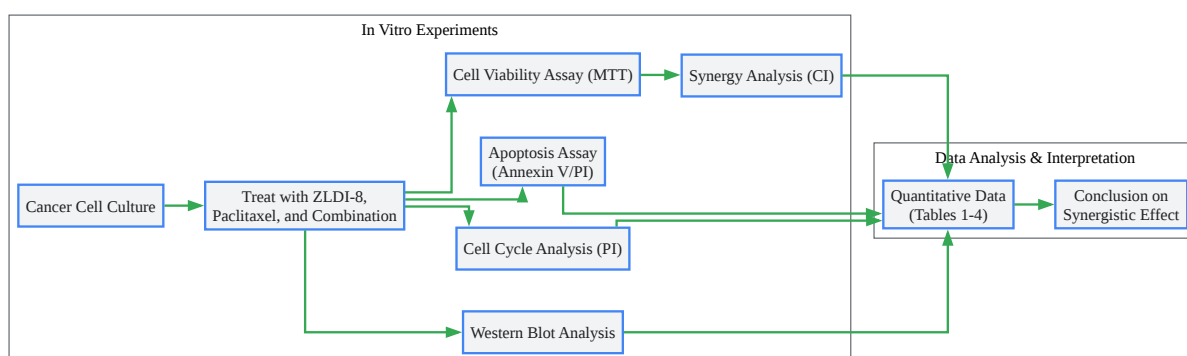 In Vitro Experiments
Cell Viability Assay (MTT)
Synergy Analysis (CI)
Apoptosis Assay
(Annexin V/PI)
Data Analysis & Interpretation
Cancer Cell Culture
Treat with ZLDI-8,
Paclitaxel, and Combination
Quantitative Data
(Tables 1-4)
Conclusion on
Synergistic Effect
Cell Cycle Analysis (PI)
Western Blot Analysis